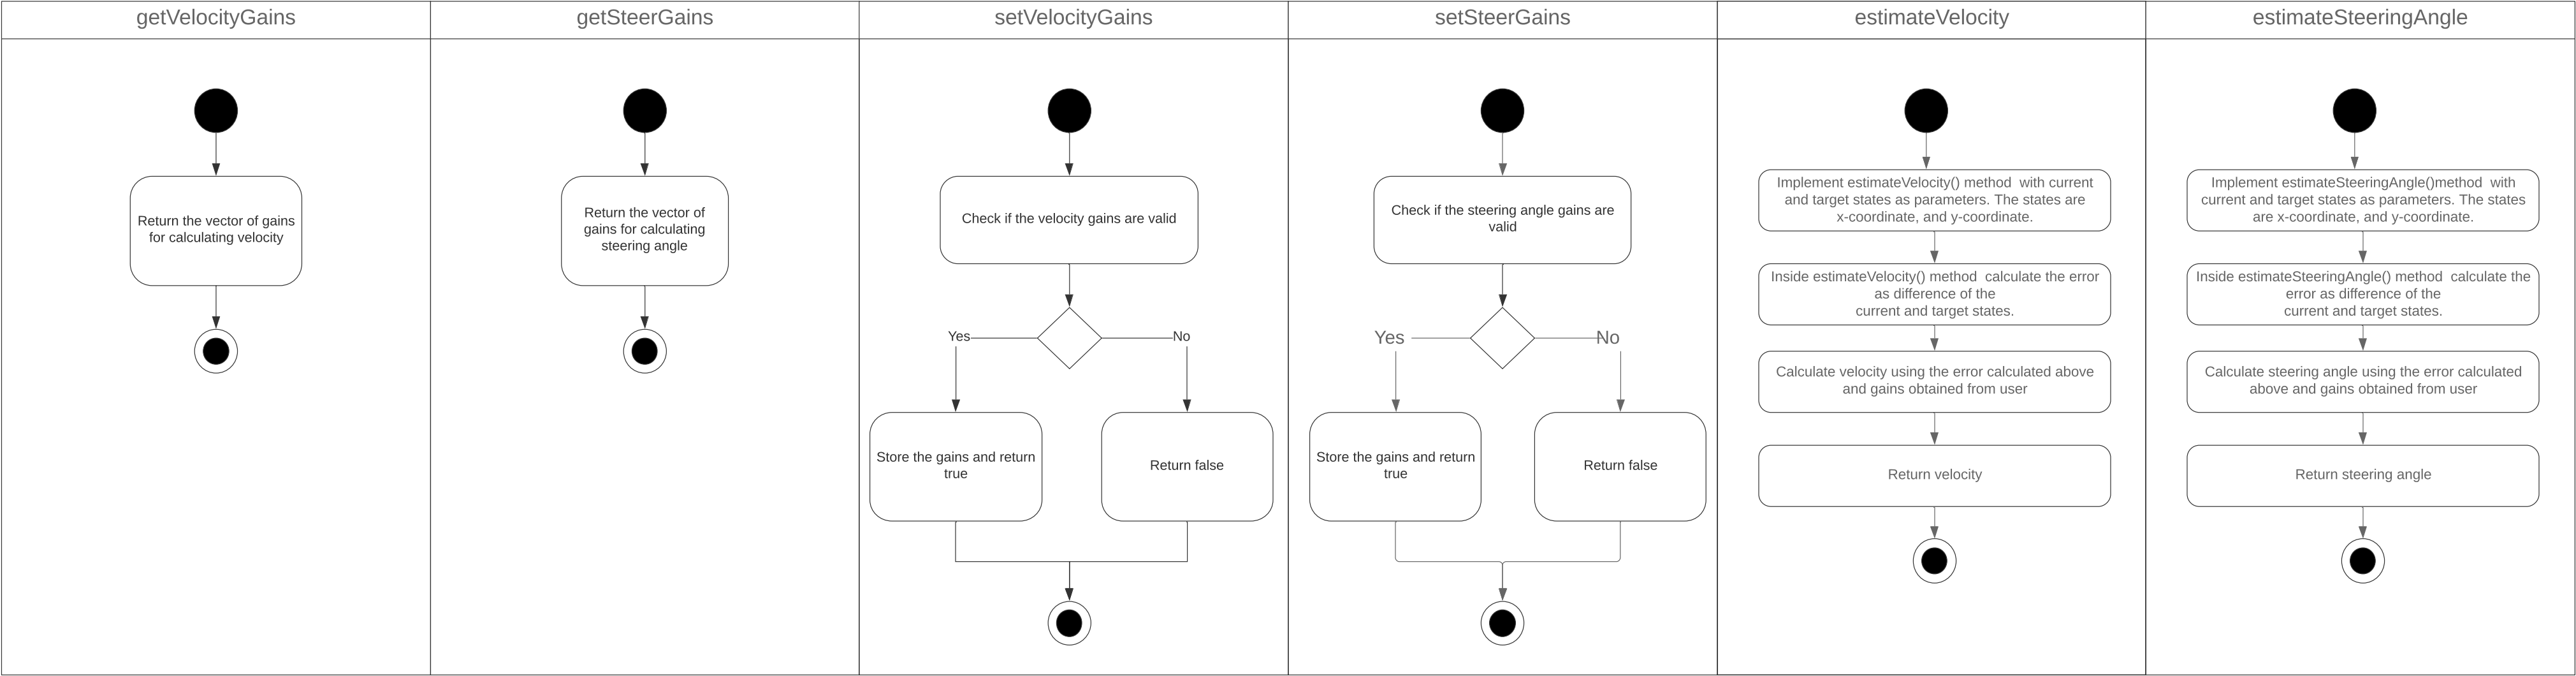 getVelocityGains
getSteerGains
setVelocityGains
setSteerGains
estimateVelocity
estimateSteeringAngle
Return the vector of gains
for calculating velocity
Return the vector of
gains for calculating
steering angle
Check if the velocity gains are valid
Yes
No
Store the gains and return
true
Return false
Check if the steering angle gains are
valid
Yes
No
Store the gains and return
true
Return false
Implement estimateVelocity() method  with current
and target states as parameters. The states are
x-coordinate, and y-coordinate.
Inside estimateVelocity() method  calculate the error
as difference of the
current and target states.
Calculate velocity using the error calculated above
and gains obtained from user
Return velocity
Implement estimateSteeringAngle()method  with
current and target states as parameters. The states
are x-coordinate, and y-coordinate.
Inside estimateSteeringAngle() method  calculate the
error as difference of the
current and target states.
Calculate steering angle using the error calculated
above and gains obtained from user
Return steering angle